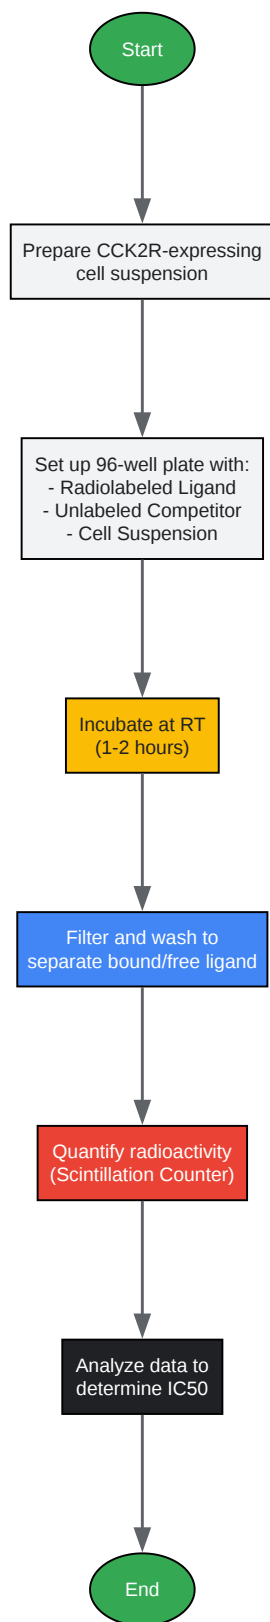 Start
Prepare CCK2R-expressing
cell suspension
Set up 96-well plate with:
- Radiolabeled Ligand
- Unlabeled Competitor
- Cell Suspension
Incubate at RT
(1-2 hours)
Filter and wash to
separate bound/free ligand
Quantify radioactivity
(Scintillation Counter)
Analyze data to
determine IC50
End